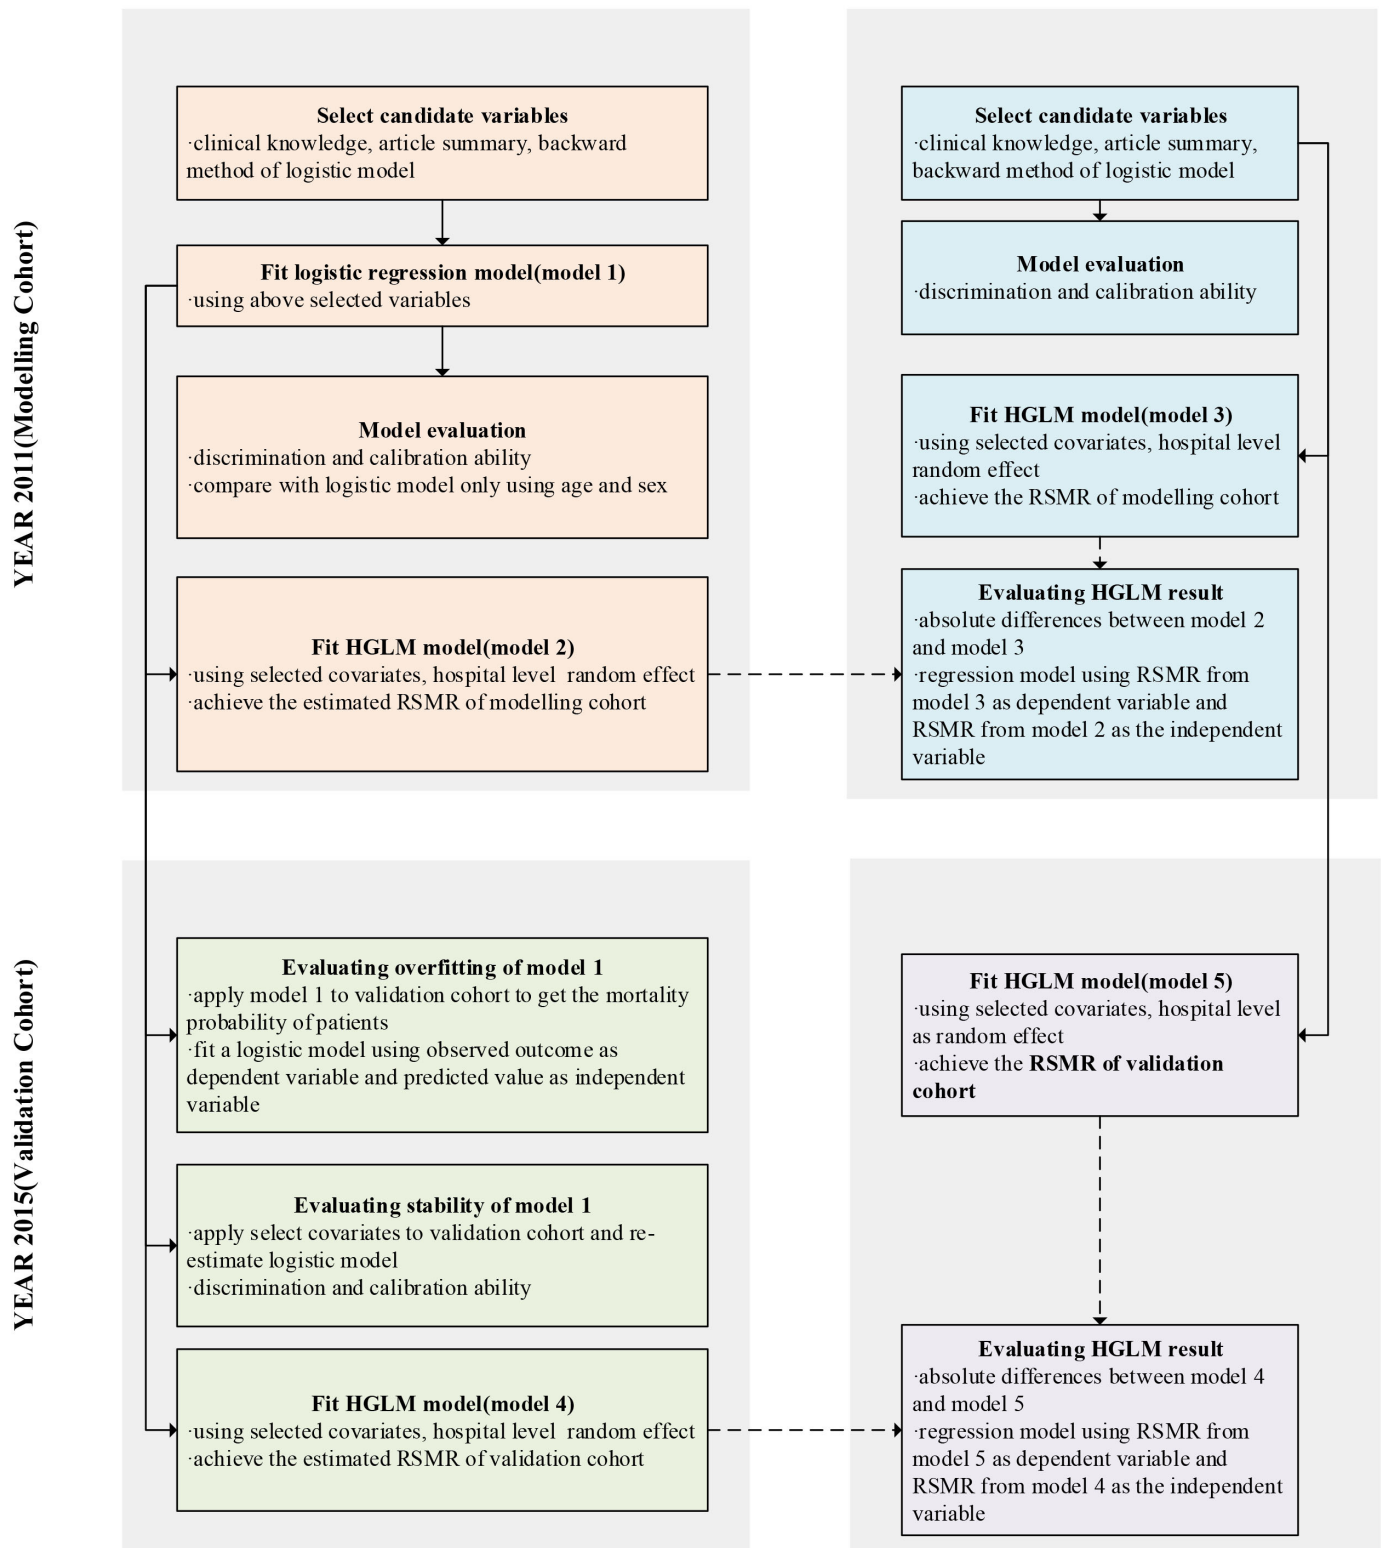 YEAR 2011(Modelling Cohort)
Select candidate variables
·clinical knowledge, article summary, backward
method of logistic model
Fit logistic regression model(model 1)
·using above selected variables
Model evaluation
·discrimination and calibration ability
·compare with logistic model only using age and sex
Fit HGLM model(model 2)
·using selected covariates, hospital level random effect
·achieve the estimated RSMR of modelling cohort
Select candidate variables
·clinical knowledge, article summary,
backward method of logistic model
Model evaluation
·discrimination and calibration ability
Fit HGLM model(model 3)
·using selected covariates, hospital level
random effect
·achieve the RSMR of modelling cohort
Evaluating HGLM result
·absolute differences between model 2
and model 3
·regression model using RSMR from
model 3 as dependent variable and
RSMR from model 2 as the independent
variable
YEAR 2015(Validation Cohort)
Evaluating overfitting of model 1
·apply model 1 to validation cohort to get the mortality
probability of patients
·fit a logistic model using observed outcome as
dependent variable and predicted value as independent
variable
Evaluating stability of model 1
·apply select covariates to validation cohort and re-
estimate logistic model
·discrimination and calibration ability
Fit HGLM model(model 4)
·using selected covariates, hospital level random effect
·achieve the estimated RSMR of validation cohort
Fit HGLM model(model 5)
·using selected covariates, hospital level
as random effect
·achieve the RSMR of validation
cohort
Evaluating HGLM result
·absolute differences between model 4
and model 5
·regression model using RSMR from
model 5 as dependent variable and
RSMR from model 4 as the independent
variable